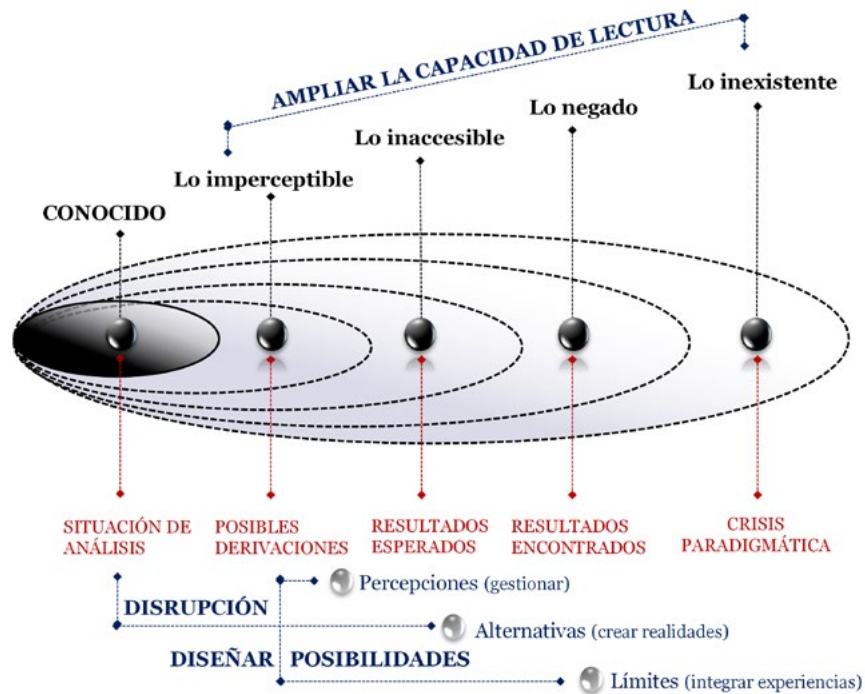 AMPLIAR LA CAPACIDAD DE LECTURA
Lo inexistente
Lo negado
Lo inaccesible
Lo imperceptible
CONOCIDO
SITUACIÓN DE
ANÁLISIS
POSIBLES
DERIVACIONES
RESULTADOS
ESPERADOS
RESULTADOS
ENCONTRADOS
CRISIS
PARADIGMÁTICA
Percepciones (gestionar)
DISRUPCIÓN
Alternativas (crear realidades)
DISEÑAR POSIBILIDADES
Límites (integrar experiencias)